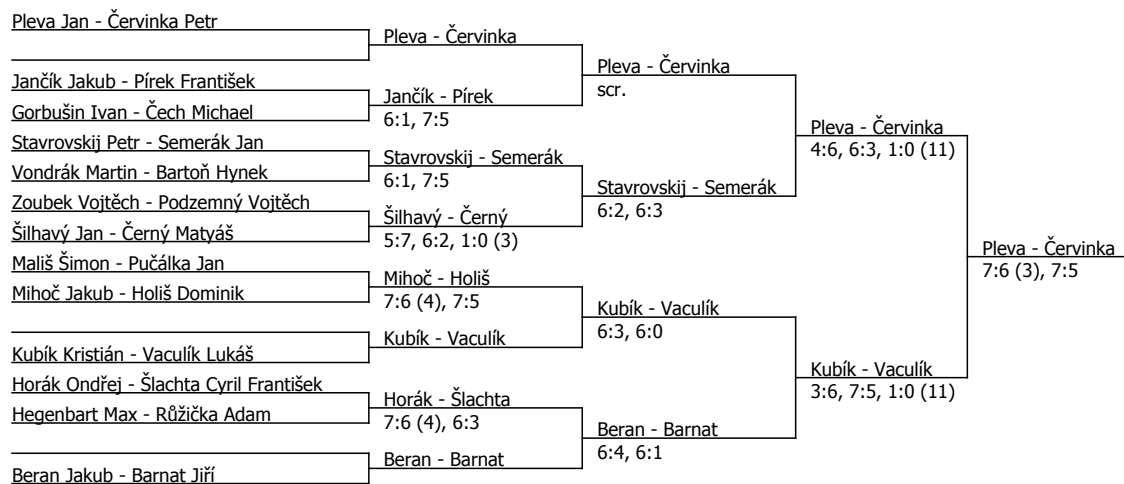 Pleva Jan - Červinka Petr
Jančík Jakub - Pírek František
Gorbušin Ivan - Čech Michael
Stavrovskij Petr - Semerák Jan
Vondrák Martin - Bartoň Hynek
Zoubek Vojtěch - Podzemný Vojtěch
Šilhavý Jan - Černý Matyáš
Mališ Šimon - Pučálka Jan
Mihoč Jakub - Holiš Dominik
Kubík Kristián - Vaculík Lukáš
Horák Ondřej - Šlachta Cyril František
Hegenbart Max - Růžička Adam
Beran Jakub - Barnat Jiří
Pleva - Červinka
Jančík - Pírek
6:1, 7:5
Stavrovskij - Semerák
6:1, 7:5
Šilhavý - Černý
5:7, 6:2, 1:0 (3)
Mihoč - Holiš
7:6 (4), 7:5
Kubík - Vaculík
Horák - Šlachta
7:6 (4), 6:3
Beran - Barnat
Pleva - Červinka
scr.
Stavrovskij - Semerák
6:2, 6:3
Kubík - Vaculík
6:3, 6:0
Beran - Barnat
6:4, 6:1
Pleva - Červinka
4:6, 6:3, 1:0 (11)
Kubík - Vaculík
3:6, 7:5, 1:0 (11)
Pleva - Červinka
7:6 (3), 7:5